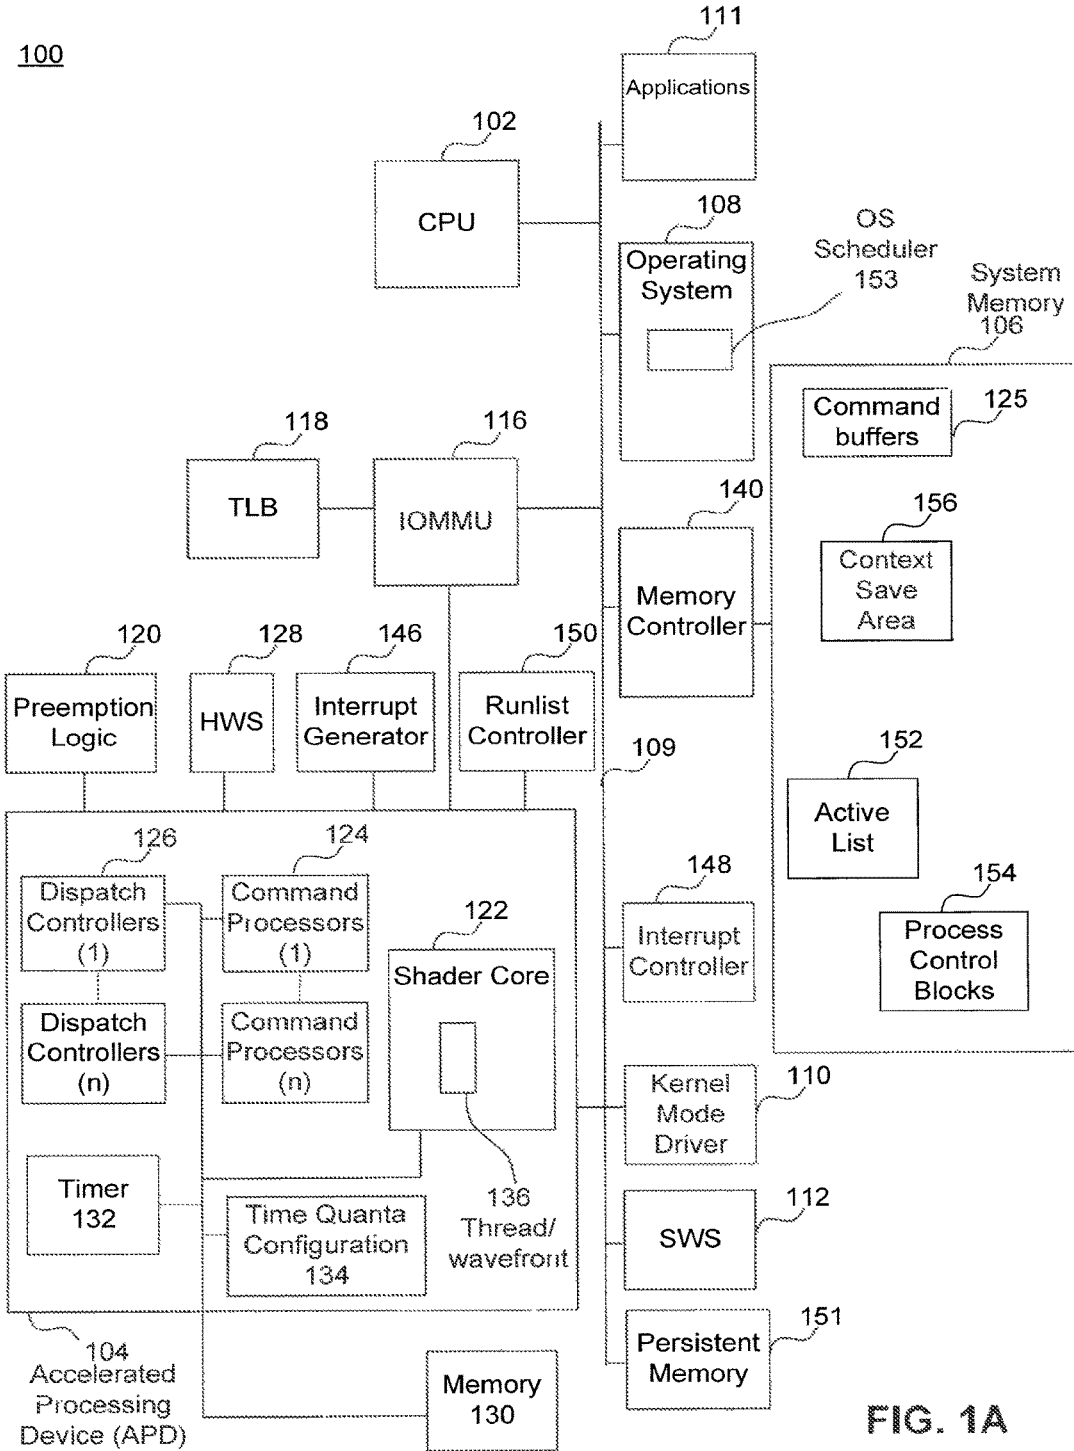 100
111
Applications
102
CPU
108
Operating
System
OS
Scheduler
153
System
Memory
106
Command
buffers
125
118
TLB
116
IOMMU
140
Memory
Controller
156
Context
Save
Area
120
Preemption
Logic
128
HWS
146
Interrupt
Generator
150
Runlist
Controller
109
152
Active
List
154
Process
Control
Blocks
126
Dispatch
Controllers
(1)
124
Command
Processors
(1)
122
Shader Core
148
Interrupt
Controller
Dispatch
Controllers
(n)
Command
Processors
(n)
Kernel
Mode
Driver
110
Timer
132
Time Quanta
Configuration
134
136
Thread/
wavefront
SWS
112
104
Accelerated
Processing
Device (APD)
Memory
130
Persistent
Memory
151
FIG. 1A